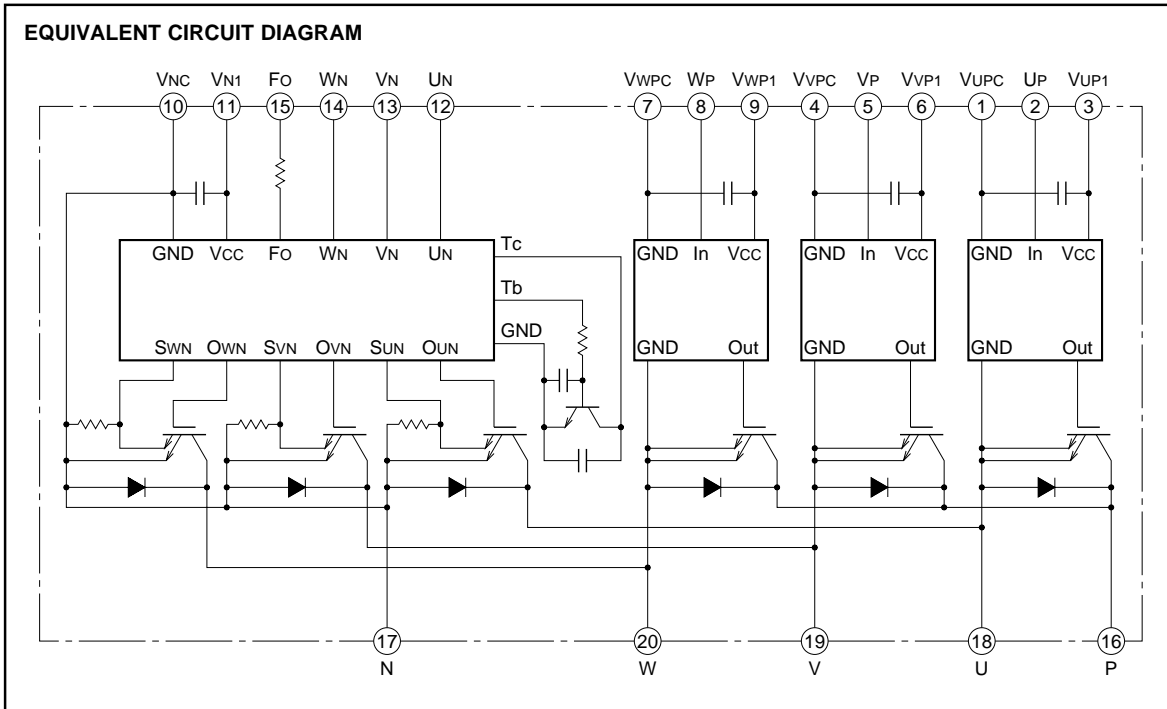 EQUIVALENT CIRCUIT DIAGRAM
VNC VN1 FO WN VN UN VWPC WP VWP1 VVPC VP VVP1 VUPC UP VUP1
10 11 15 14 13 12 7 8 9 4 5 6 1 2 3
GND VCC FO WN VN UN Tc GND In VCC GND In VCC GND In VCC
Tb
GND
SWN OWN SVN OVN SUN OUN GND Out GND Out GND Out
17 20 19 18 16
N W V U P